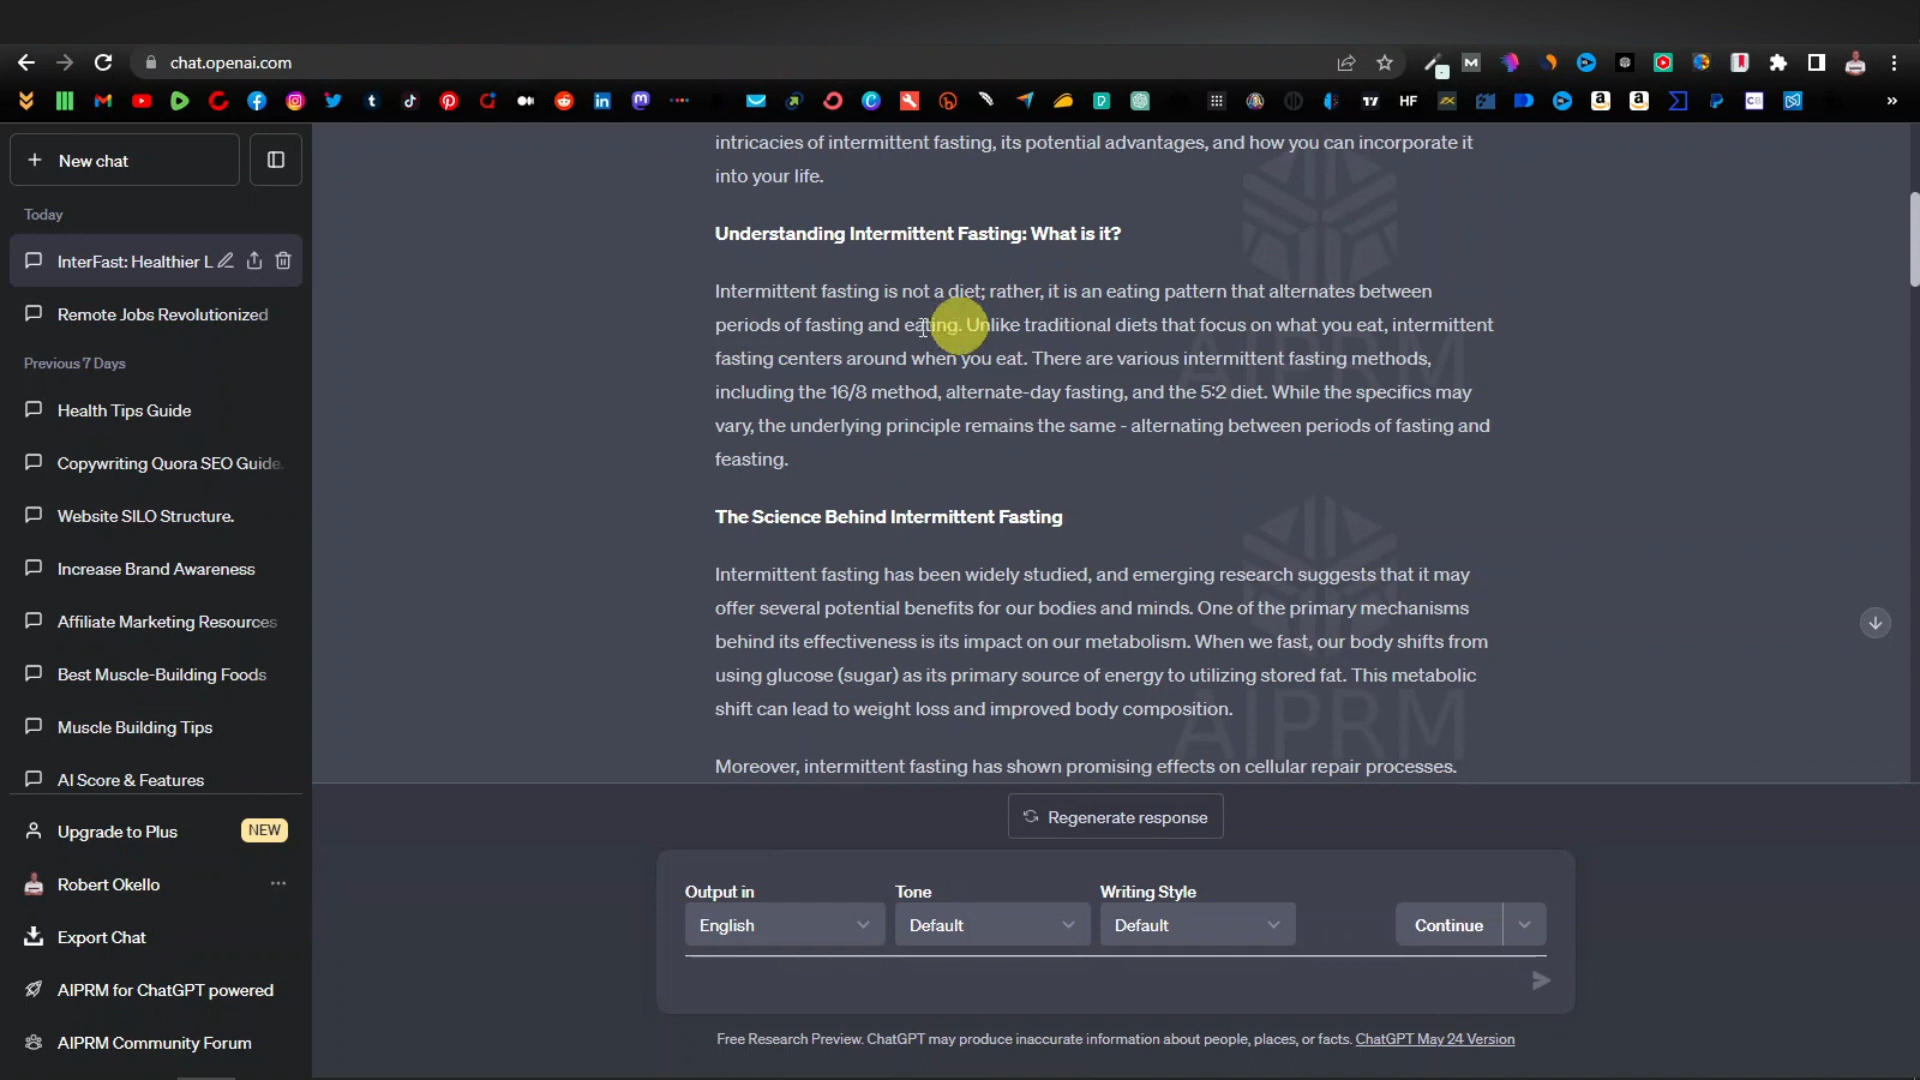 chat.openai.com
New chat
Today
InterFast: Healthier L
Remote Jobs Revolutionized
Previous 7 Days
Health Tips Guide
Copywriting Quora SEO Guide.
Website SILO Structure.
Increase Brand Awareness
Affiliate Marketing Resources
Best Muscle-Building Foods
Muscle Building Tips
AI Score & Features
Upgrade to Plus NEW
Robert Okello
Export Chat
AIPRM for ChatGPT powered
AIPRM Community Forum
intricacies of intermittent fasting, its potential advantages, and how you can incorporate it
into your life.
Understanding Intermittent Fasting: What is it?
Intermittent fasting is not a diet; rather, it is an eating pattern that alternates between
periods of fasting and eating. Unlike traditional diets that focus on what you eat, intermittent
fasting centers around when you eat. There are various intermittent fasting methods,
including the 16/8 method, alternate-day fasting, and the 5:2 diet. While the specifics may
vary, the underlying principle remains the same - alternating between periods of fasting and
feasting.
The Science Behind Intermittent Fasting
Intermittent fasting has been widely studied, and emerging research suggests that it may
offer several potential benefits for our bodies and minds. One of the primary mechanisms
behind its effectiveness is its impact on our metabolism. When we fast, our body shifts from
using glucose (sugar) as its primary source of energy to utilizing stored fat. This metabolic
shift can lead to weight loss and improved body composition.
Moreover, intermittent fasting has shown promising effects on cellular repair processes.
AIPRM
AIPRM
Regenerate response
Output in Tone Writing Style
English Default Default Continue
Free Research Preview. ChatGPT may produce inaccurate information about people, places, or facts. ChatGPT May 24 Version